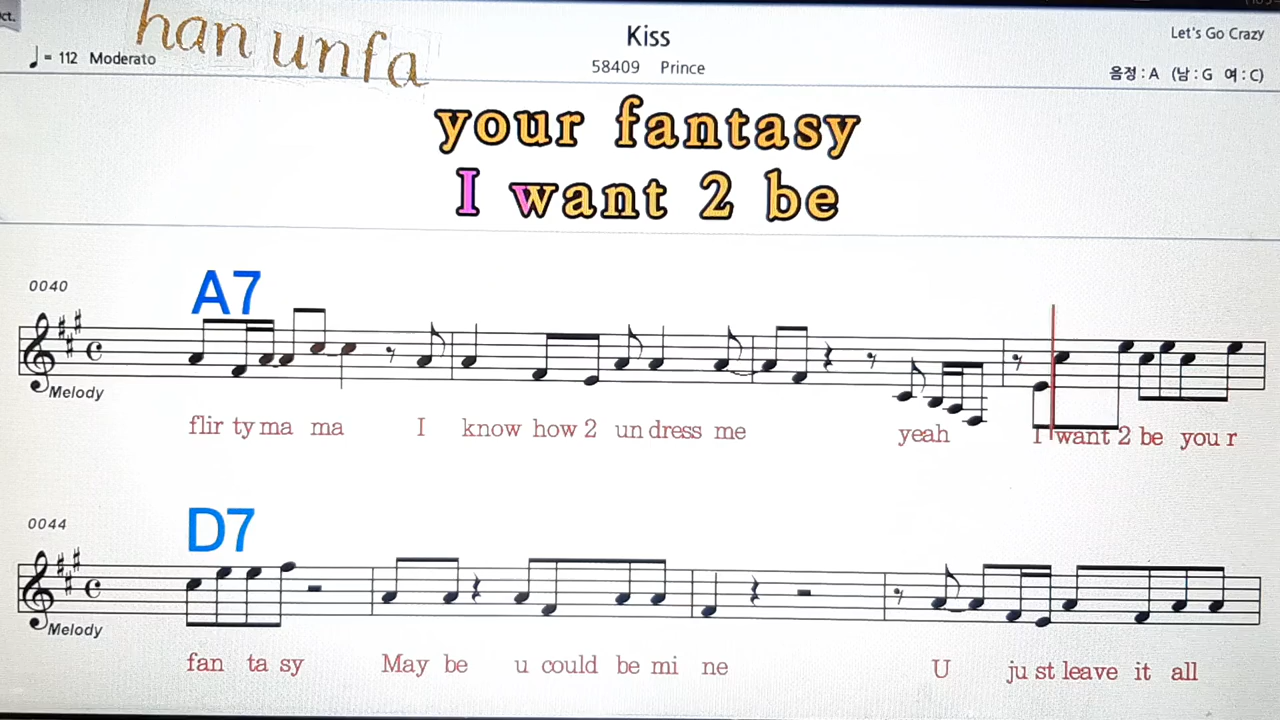 ct.
han unfa
Kiss
Let's Go Crazy
♩= 112 Moderato
58409 Prince
음정 : A (남 : G 여 : C)
your fantasy
I want 2 be
0040
A7
Melody
flir ty ma ma I know how 2 un dress me yeah I want 2 be you r
0044
D7
Melody
fan ta sy May be u could be mi ne U ju st leave it all